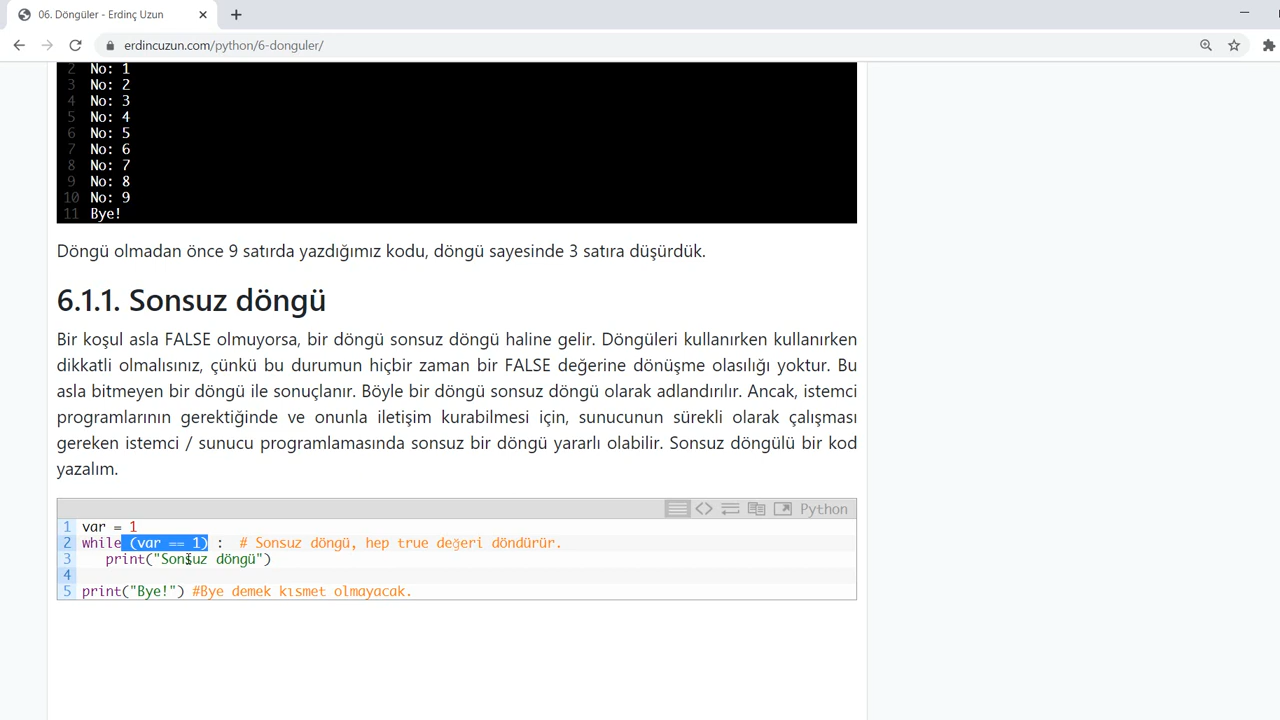 06. Döngüler - Erdinç Uzun
erdincuzun.com/python/6-donguler/
2 No: 1
3 No: 2
4 No: 3
5 No: 4
6 No: 5
7 No: 6
8 No: 7
9 No: 8
10 No: 9
11 Bye!
Döngü olmadan önce 9 satırda yazdığımız kodu, döngü sayesinde 3 satıra düşürdük.
6.1.1. Sonsuz döngü
Bir koşul asla FALSE olmuyorsa, bir döngü sonsuz döngü haline gelir. Döngüleri kullanırken kullanırken
dikkatli olmalısınız, çünkü bu durumun hiçbir zaman bir FALSE değerine dönüşme olasılığı yoktur. Bu
asla bitmeyen bir döngü ile sonuçlanır. Böyle bir döngü sonsuz döngü olarak adlandırılır. Ancak, istemci
programlarının gerektiğinde ve onunla iletişim kurabilmesi için, sunucunun sürekli olarak çalışması
gereken istemci / sunucu programlamasında sonsuz bir döngü yararlı olabilir. Sonsuz döngülü bir kod
yazalım.
Python
1 var = 1
2 while (var == 1) :  # Sonsuz döngü, hep true değeri döndürür.
3    print("Sonsuz döngü")
4
5 print("Bye!") #Bye demek kısmet olmayacak.